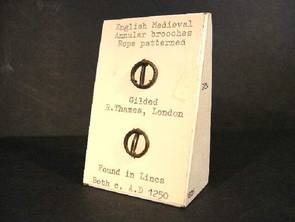 English Medieval
Annular brooches
Rope patterned
Gilded
R.Thames, London
Found in Lincs
Both c. A.D 1250